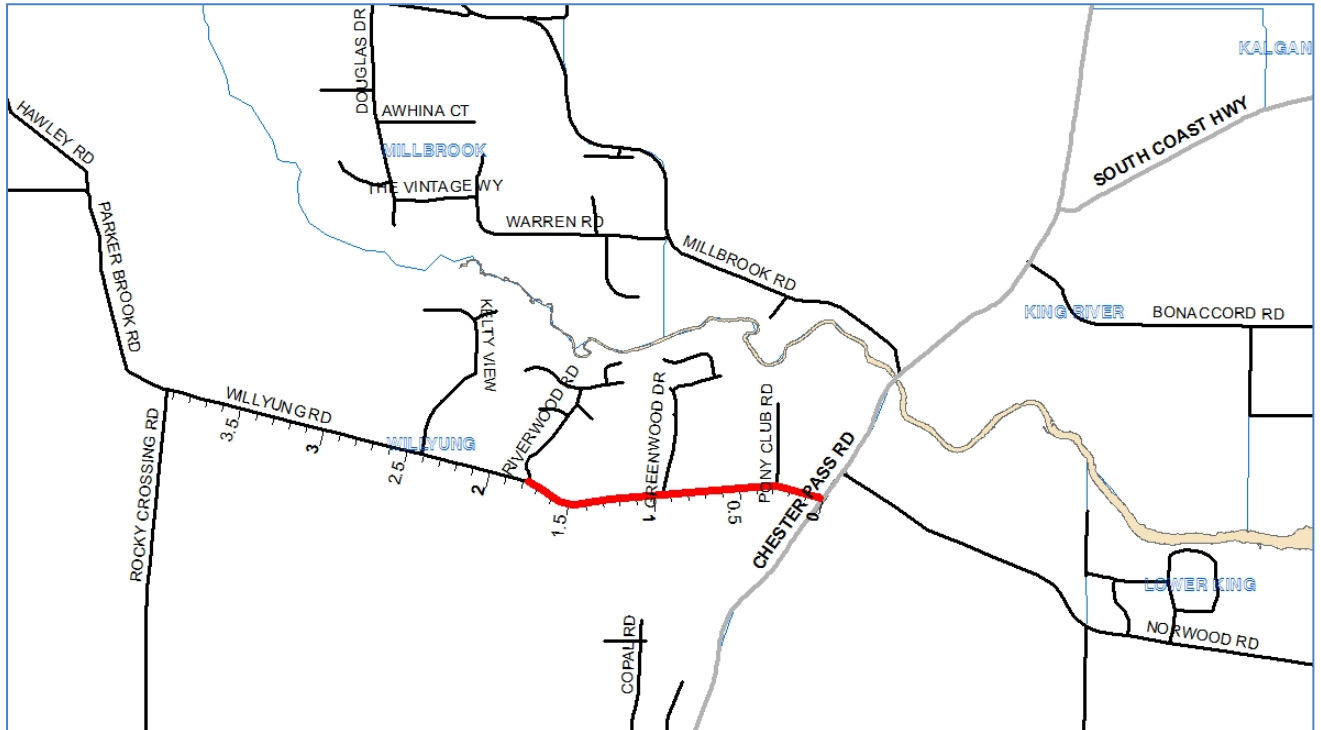 KALGAN
DOUGLAS DR
HAWLEY RD
AWHINA CT
SOUTH COAST HWY
MILLBROOK
THE VINTAGE WY
PARKER BROOK RD
WARREN RD
MILLBROOK RD
KING RIVER
BONACCORD RD
KELTY VIEW
RIVERWOOD RD
GREENWOOD DR
PONY CLUB RD
WILLYUNG RD
ROCKY CROSSING RD
WILLYUNG
CHESTER PASS RD
3.5
3
2.5
2
1.5
1
0.5
0
LOWER KING
NORWOOD RD
COPAL RD